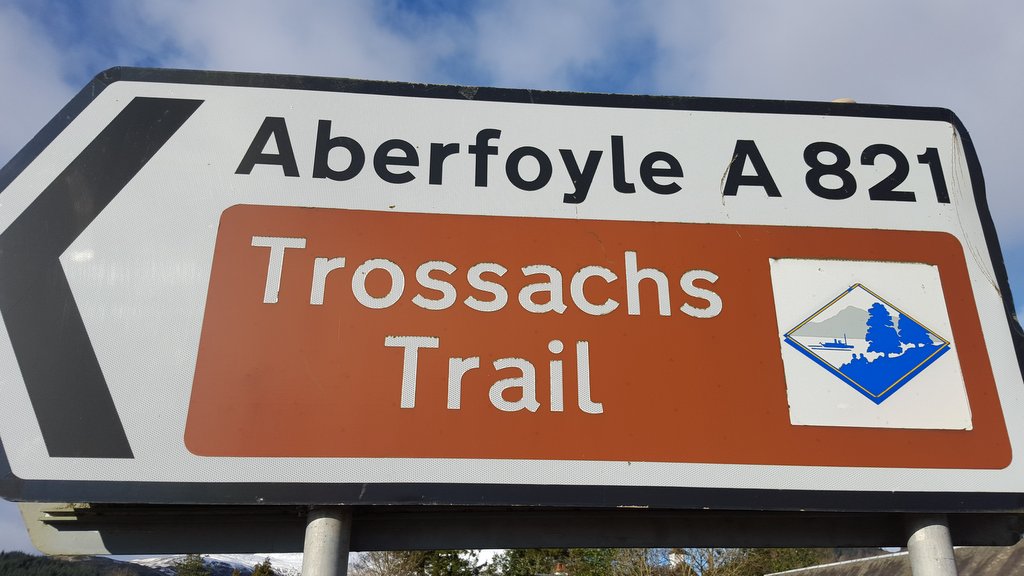 Aberfoyle A 821
Trossachs
Trail